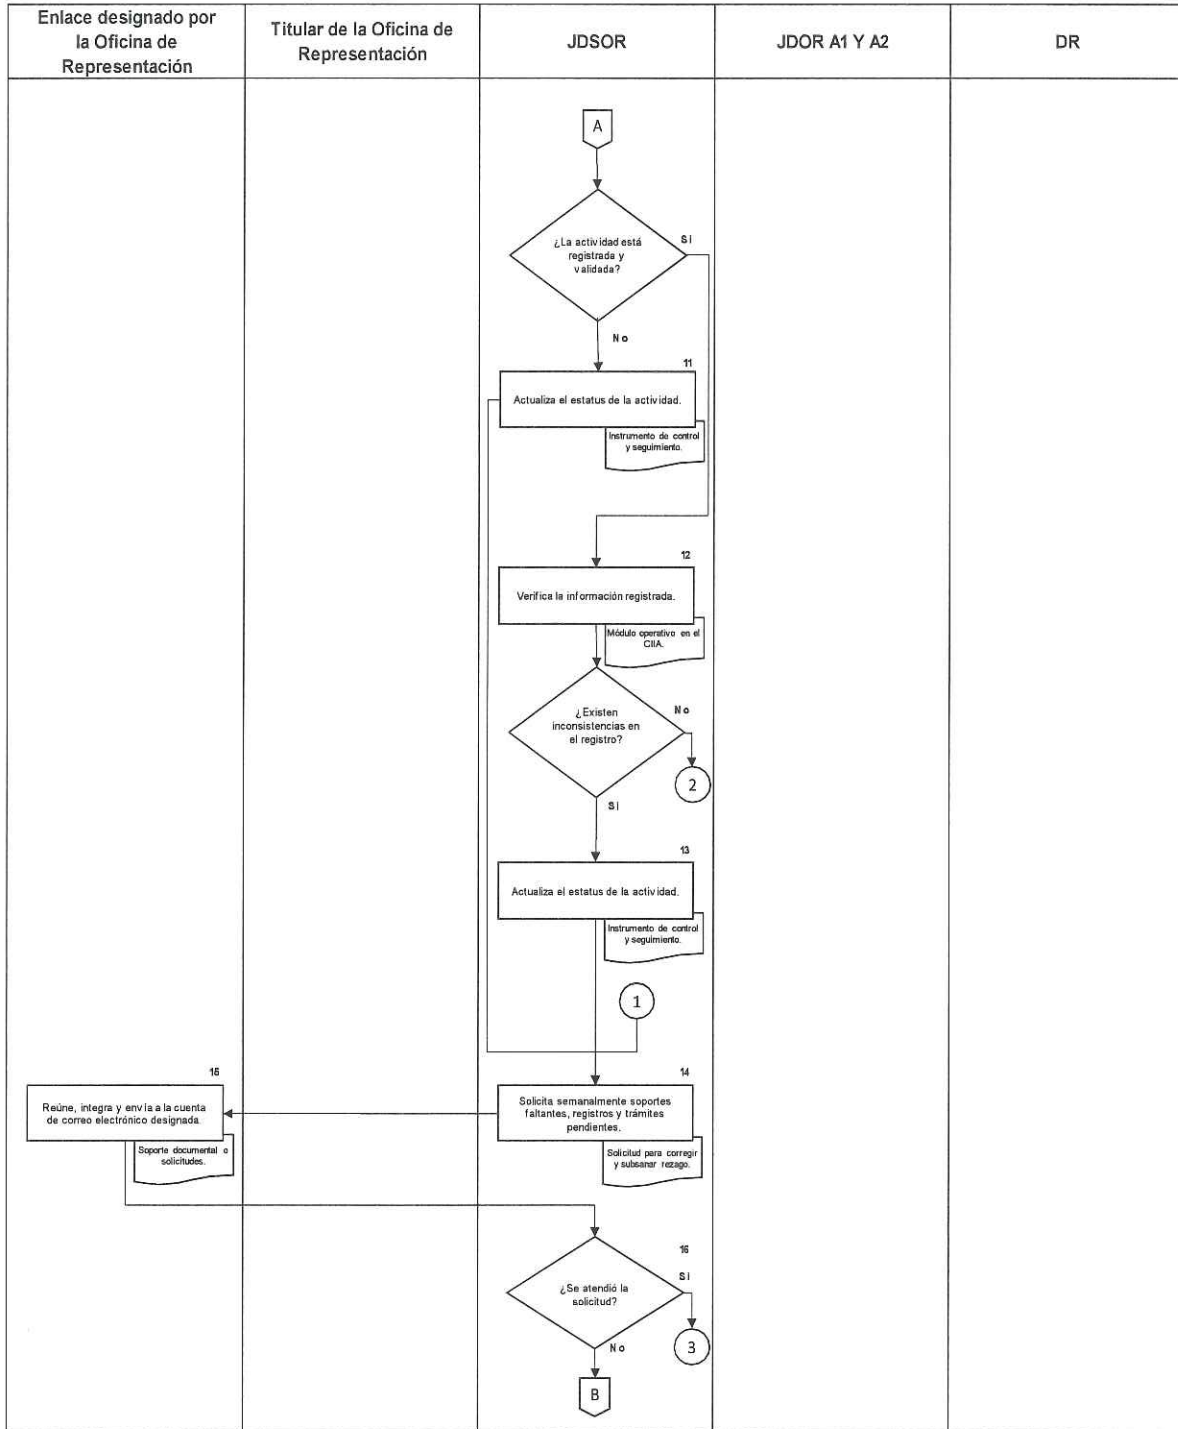 Enlace designado por
la Oficina de
Representación
Titular de la Oficina de
Representación
JDSOR
JDOR A1 Y A2
DR
A
¿La actividad está
registrada y
validada?
Si
No
11
Actualiza el estatus de la actividad.
Instrumento de control
y seguimiento.
12
Verifica la información registrada.
Módulo operativo en el
CIIA.
¿Existen
inconsistencias en
el registro?
No
2
Si
13
Actualiza el estatus de la actividad.
Instrumento de control
y seguimiento.
1
14
Solicita semanalmente soportes
faltantes, registros y trámites
pendientes.
Solicitud para corregir
y subsanar rezago.
15
Reúne, integra y envía a la cuenta
de correo electrónico designada.
Soporte documental o
solicitudes.
16
¿Se atendió la
solicitud?
Si
3
No
B